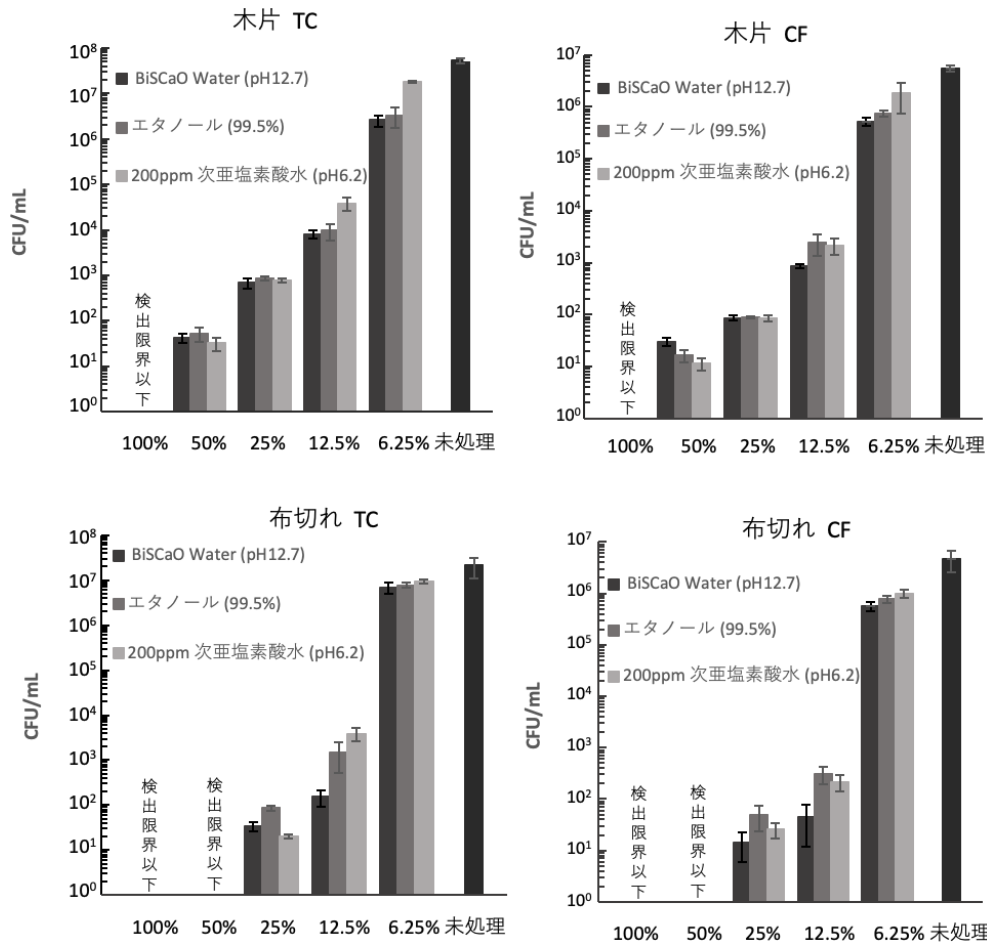 木片 TC
10⁸
10⁷
10⁶
10⁵
10⁴
10³
10²
10¹
10⁰
CFU/mL
BiSCaO Water (pH12.7)
エタノール (99.5%)
200ppm 次亜塩素酸水 (pH6.2)
検出限界以下
100% 50% 25% 12.5% 6.25% 未処理
木片 CF
10⁷
10⁶
10⁵
10⁴
10³
10²
10¹
10⁰
CFU/mL
BiSCaO Water (pH12.7)
エタノール (99.5%)
200ppm 次亜塩素酸水 (pH6.2)
検出限界以下
100% 50% 25% 12.5% 6.25% 未処理
布切れ TC
10⁸
10⁷
10⁶
10⁵
10⁴
10³
10²
10¹
10⁰
CFU/mL
BiSCaO Water (pH12.7)
エタノール (99.5%)
200ppm 次亜塩素酸水 (pH6.2)
検出限界以下
検出限界以下
100% 50% 25% 12.5% 6.25% 未処理
布切れ CF
10⁷
10⁶
10⁵
10⁴
10³
10²
10¹
10⁰
CFU/mL
BiSCaO Water (pH12.7)
エタノール (99.5%)
200ppm 次亜塩素酸水 (pH6.2)
検出限界以下
検出限界以下
100% 50% 25% 12.5% 6.25% 未処理